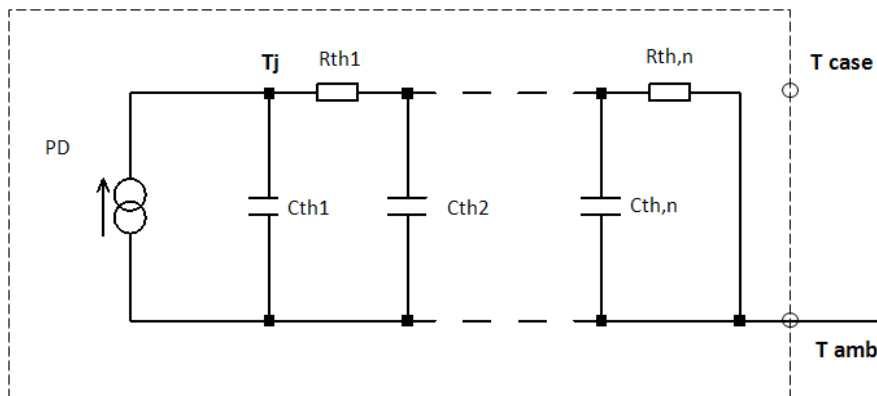 Tj
Rth1
Rth,n
T case
PD
Cth1
Cth2
Cth,n
T amb